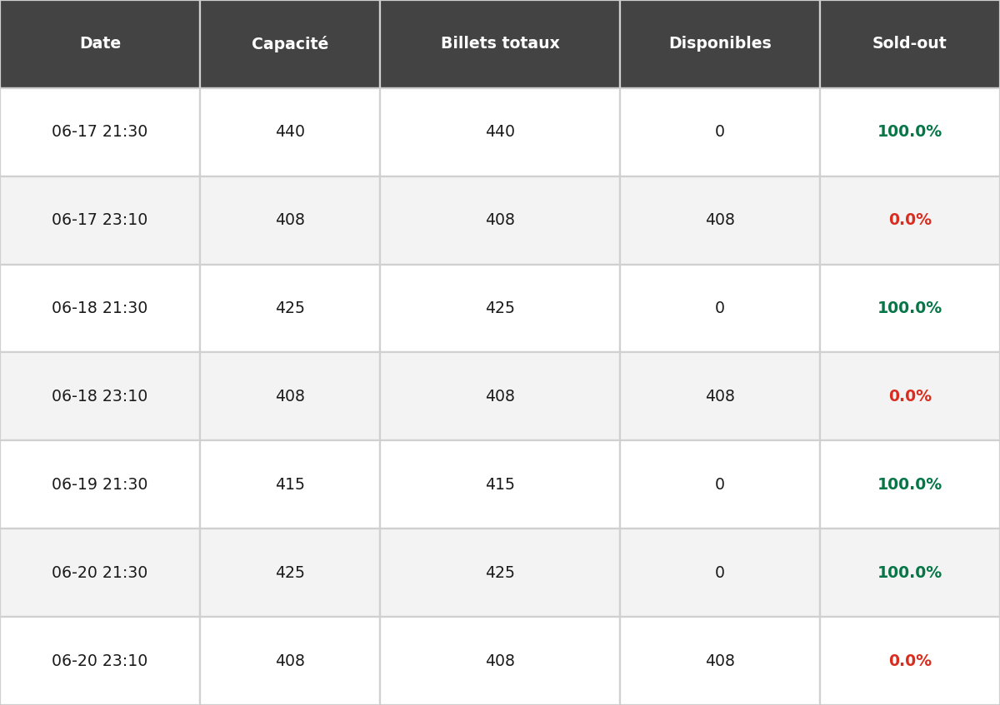 Date Capacité Billets totaux Disponibles Sold-out
06-17 21:30 440 440 0 100.0%
06-17 23:10 408 408 408 0.0%
06-18 21:30 425 425 0 100.0%
06-18 23:10 408 408 408 0.0%
06-19 21:30 415 415 0 100.0%
06-20 21:30 425 425 0 100.0%
06-20 23:10 408 408 408 0.0%